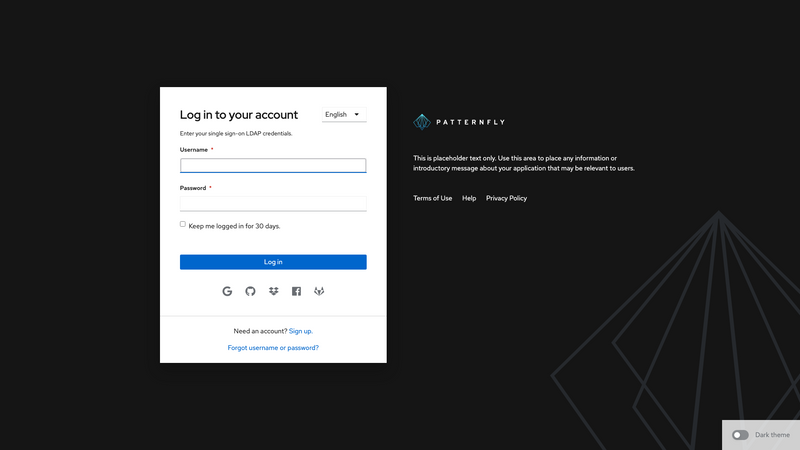 Log in to your account
English
Enter your single sign-on LDAP credentials.
Username *
Password *
Keep me logged in for 30 days.
Log in
Need an account? Sign up.
Forgot username or password?
PATTERNFLY
This is placeholder text only. Use this area to place any information or
introductory message about your application that may be relevant to users.
Terms of Use Help Privacy Policy
Dark theme